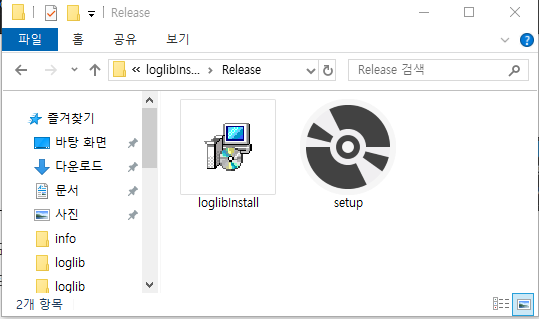 Release
파일 홈 공유 보기
« loglibIns... > Release
Release 검색
즐겨찾기
바탕 화면
다운로드
문서
사진
info
loglib
loglib
loglibInstall
setup
2개 항목